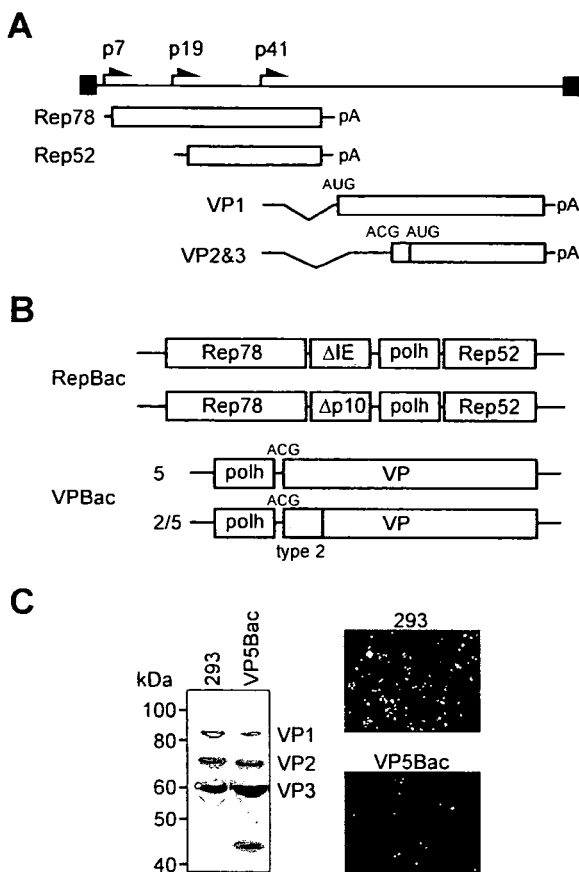 A
p7 p19 p41
Rep78 pA
Rep52 pA
AUG
VP1 pA
ACG AUG
VP2&3 pA
B
RepBac
Rep78 ΔIE polh Rep52
Rep78 Δp10 polh Rep52
VPBac
ACG
5 polh VP
ACG
2/5 polh VP
type 2
C
kDa 293 VP5Bac
100
80
60
50
40
VP1
VP2
VP3
293
VP5Bac